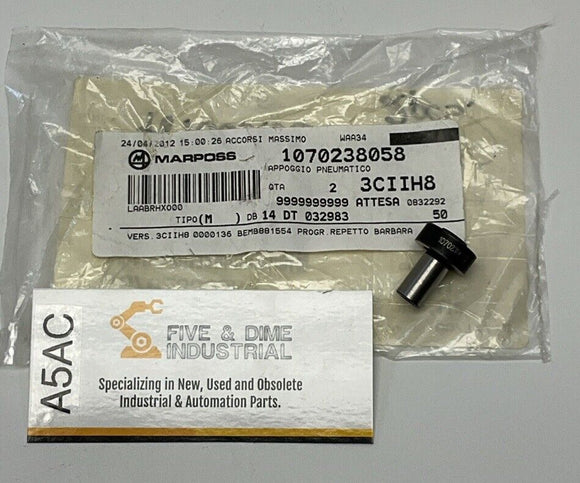 24/04/2012 15:00:26 ACCORSI MASSIMO WAA34
M MARPOSS 1070238058
APPOGGIO PNEUMATICO
QTA 2 3CIIH8
LAABRHX000 9999999999 ATTESA 0832292
TIPO(M ) DB 14 DT 032983 50
VERS.3CIIH8 0000136 BEM8881554 PROGR.REPETTO BARBARA
A5AC
FIVE & DIME
INDUSTRIAL
Specializing in New, Used and Obsolete
Industrial & Automation Parts.